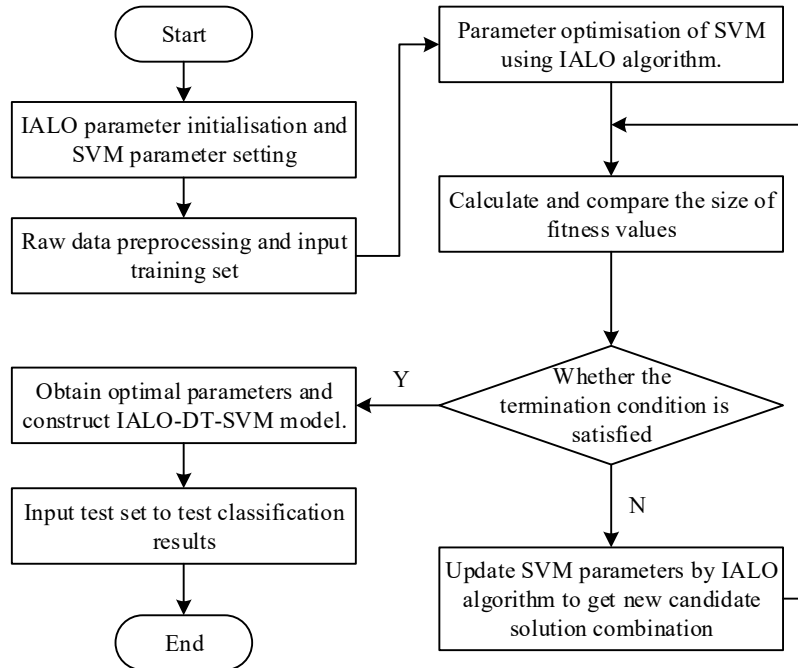 Start
IALO parameter initialisation and
SVM parameter setting
Raw data preprocessing and input
training set
Parameter optimisation of SVM
using IALO algorithm.
Calculate and compare the size of
fitness values
Whether the
termination condition is
satisfied
Y
N
Update SVM parameters by IALO
algorithm to get new candidate
solution combination
Obtain optimal parameters and
construct IALO-DT-SVM model.
Input test set to test classification
results
End